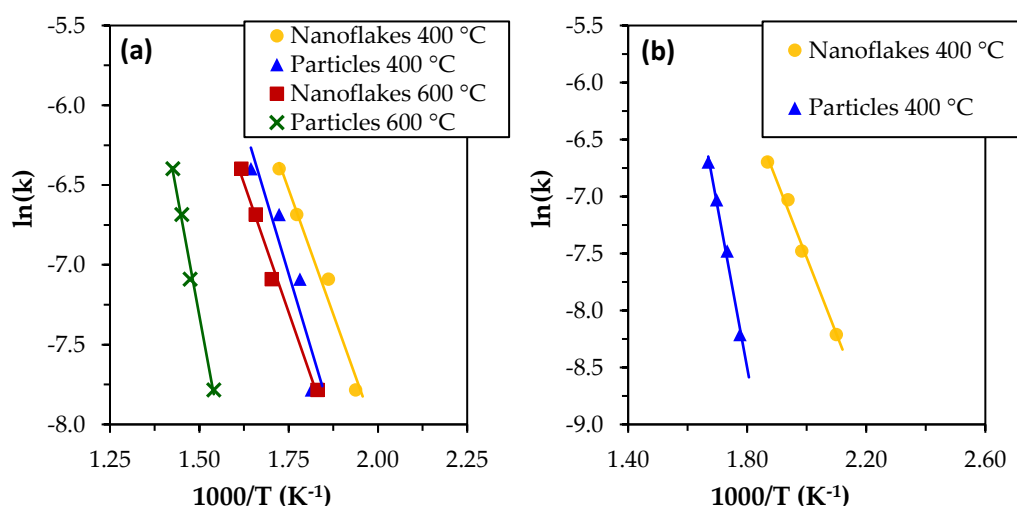 (a)
Nanoflakes 400 °C
Particles 400 °C
Nanoflakes 600 °C
Particles 600 °C
-5.5
-6.0
-6.5
-7.0
-7.5
-8.0
ln(k)
1.25
1.50
1.75
2.00
2.25
1000/T (K-1)
(b)
Nanoflakes 400 °C
Particles 400 °C
-5.5
-6.0
-6.5
-7.0
-7.5
-8.0
-8.5
-9.0
ln(k)
1.40
1.80
2.20
2.60
1000/T (K-1)